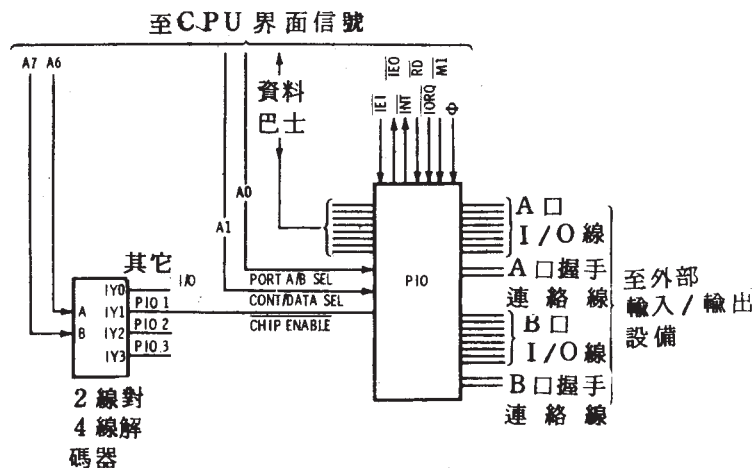 至CPU界面信號
A7 A6
資料
巴士
IEI
IEO
INT
RD
IORQ
M1
Φ
A0
A1
其它
I/O
IY0
A IY1 PIO 1
B IY2 PIO 2
IY3 PIO 3
PORT A/B SEL
CONT/DATA SEL
CHIP ENABLE
PIO
A口
I/O線
A口握手
連絡線
B口
I/O線
B口握手
連絡線
至外部
輸入/輸出
設備
2線對
4線解
碼器